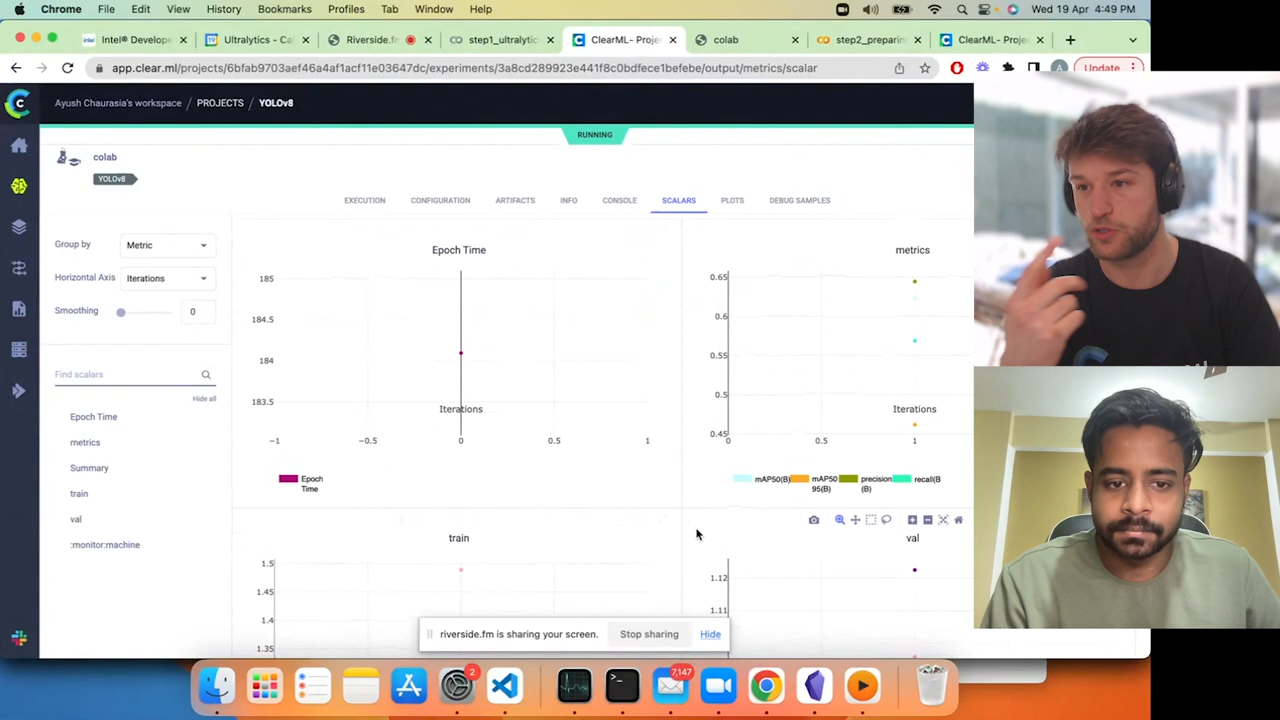 Chrome File Edit View History Bookmarks Profiles Tab Window Help Wed 19 Apr 4:49 PM
Intel® Develope Ultralytics - Cal Riverside.fm step1_ultralytic ClearML - Proje colab step2_preparin ClearML - Proje
app.clear.ml/projects/6bfab9703aef46a4af1acf11e03647dc/experiments/3a8cd289923e441f8c0bdfece1befebe/output/metrics/scalar A Update
Ayush Chaurasia's workspace / PROJECTS / YOLOv8
RUNNING
colab
YOLOv8
EXECUTION CONFIGURATION ARTIFACTS INFO CONSOLE SCALARS PLOTS DEBUG SAMPLES
Group by Metric
Horizontal Axis Iterations
Smoothing 0
Find scalars
Hide all
Epoch Time
metrics
Summary
train
val
:monitor:machine
Epoch Time
185
184.5
184
183.5
Iterations
−1 −0.5 0 0.5 1
Epoch
Time
metrics
0.65
0.6
0.55
0.5
0.45
Iterations
0 0.5 1
mAP50(B) mAP50 precision recall(B
95(B) (B)
train
1.5
1.45
1.4
1.35
val
1.12
1.11
riverside.fm is sharing your screen. Stop sharing Hide
2
7,147